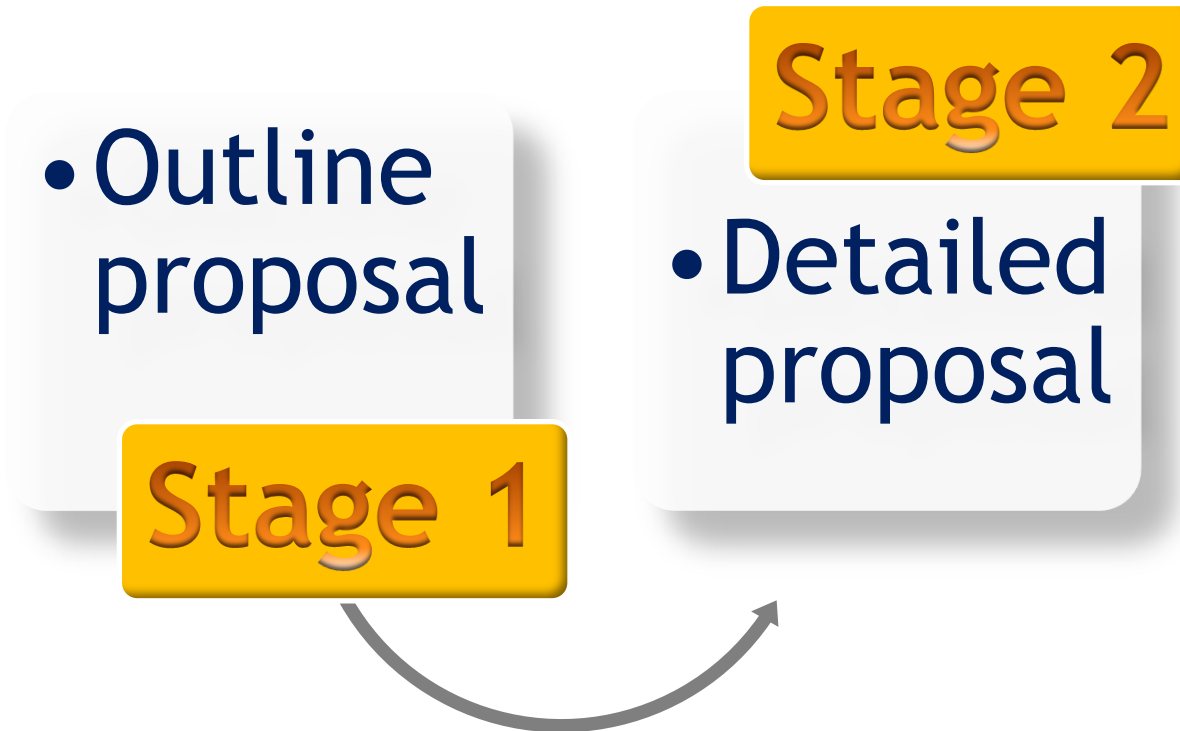 • Outline
proposal
Stage 1
Stage 2
• Detailed
proposal